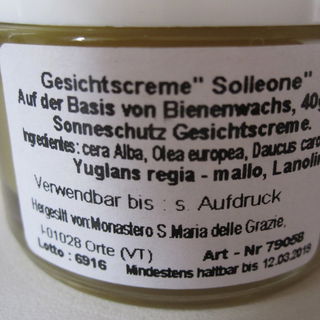 Gesichtscreme" Solleone"
Auf der Basis von Bienenwachs, 40g
Sonneschutz Gesichtscreme.
Ingredientes: cera Alba, Olea europea, Daucus caro
Yuglans regia - mallo, Lanolin
Verwendbar bis : s. Aufdruck
Hergesitt von:Monastero S.Maria delle Grazie,
I-01028 Orte (VT)
Art - Nr 79058
Lotto : 6916
Mindestens haltbar bis 12.03.2018